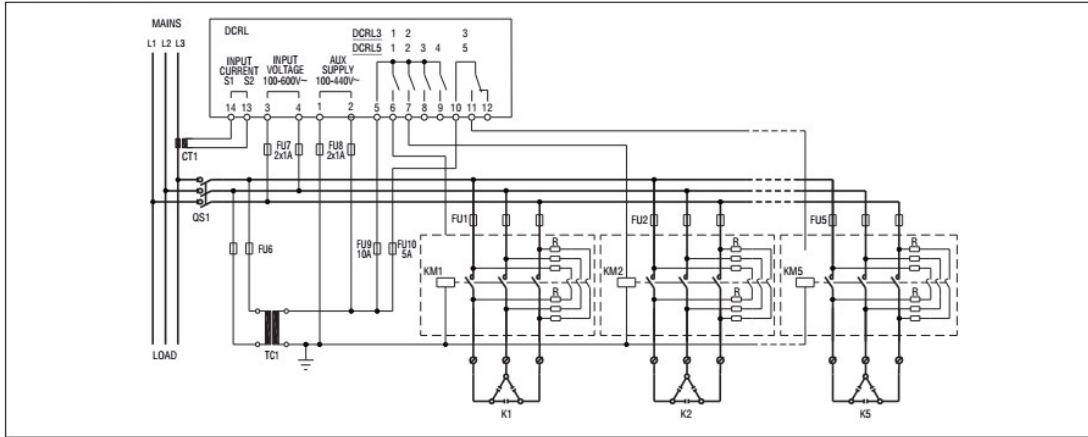 MAINS
L1 L2 L3
DCRL
DCRL3 1 2 3
DCRL5 1 2 3 4 5
INPUT CURRENT S1 S2
INPUT VOLTAGE 100-600V~
AUX SUPPLY 100-440V~
14 13 3 4 1 2 5 6 7 8 9 10 11 12
CT1
FU7 2x1A
FU8 2x1A
QS1
FU1
FU2
FU5
FU6
FU9 10A
FU10 5A
R
R
R
KM1
KM2
KM5
R
R
R
LOAD
TC1
K1
K2
K5